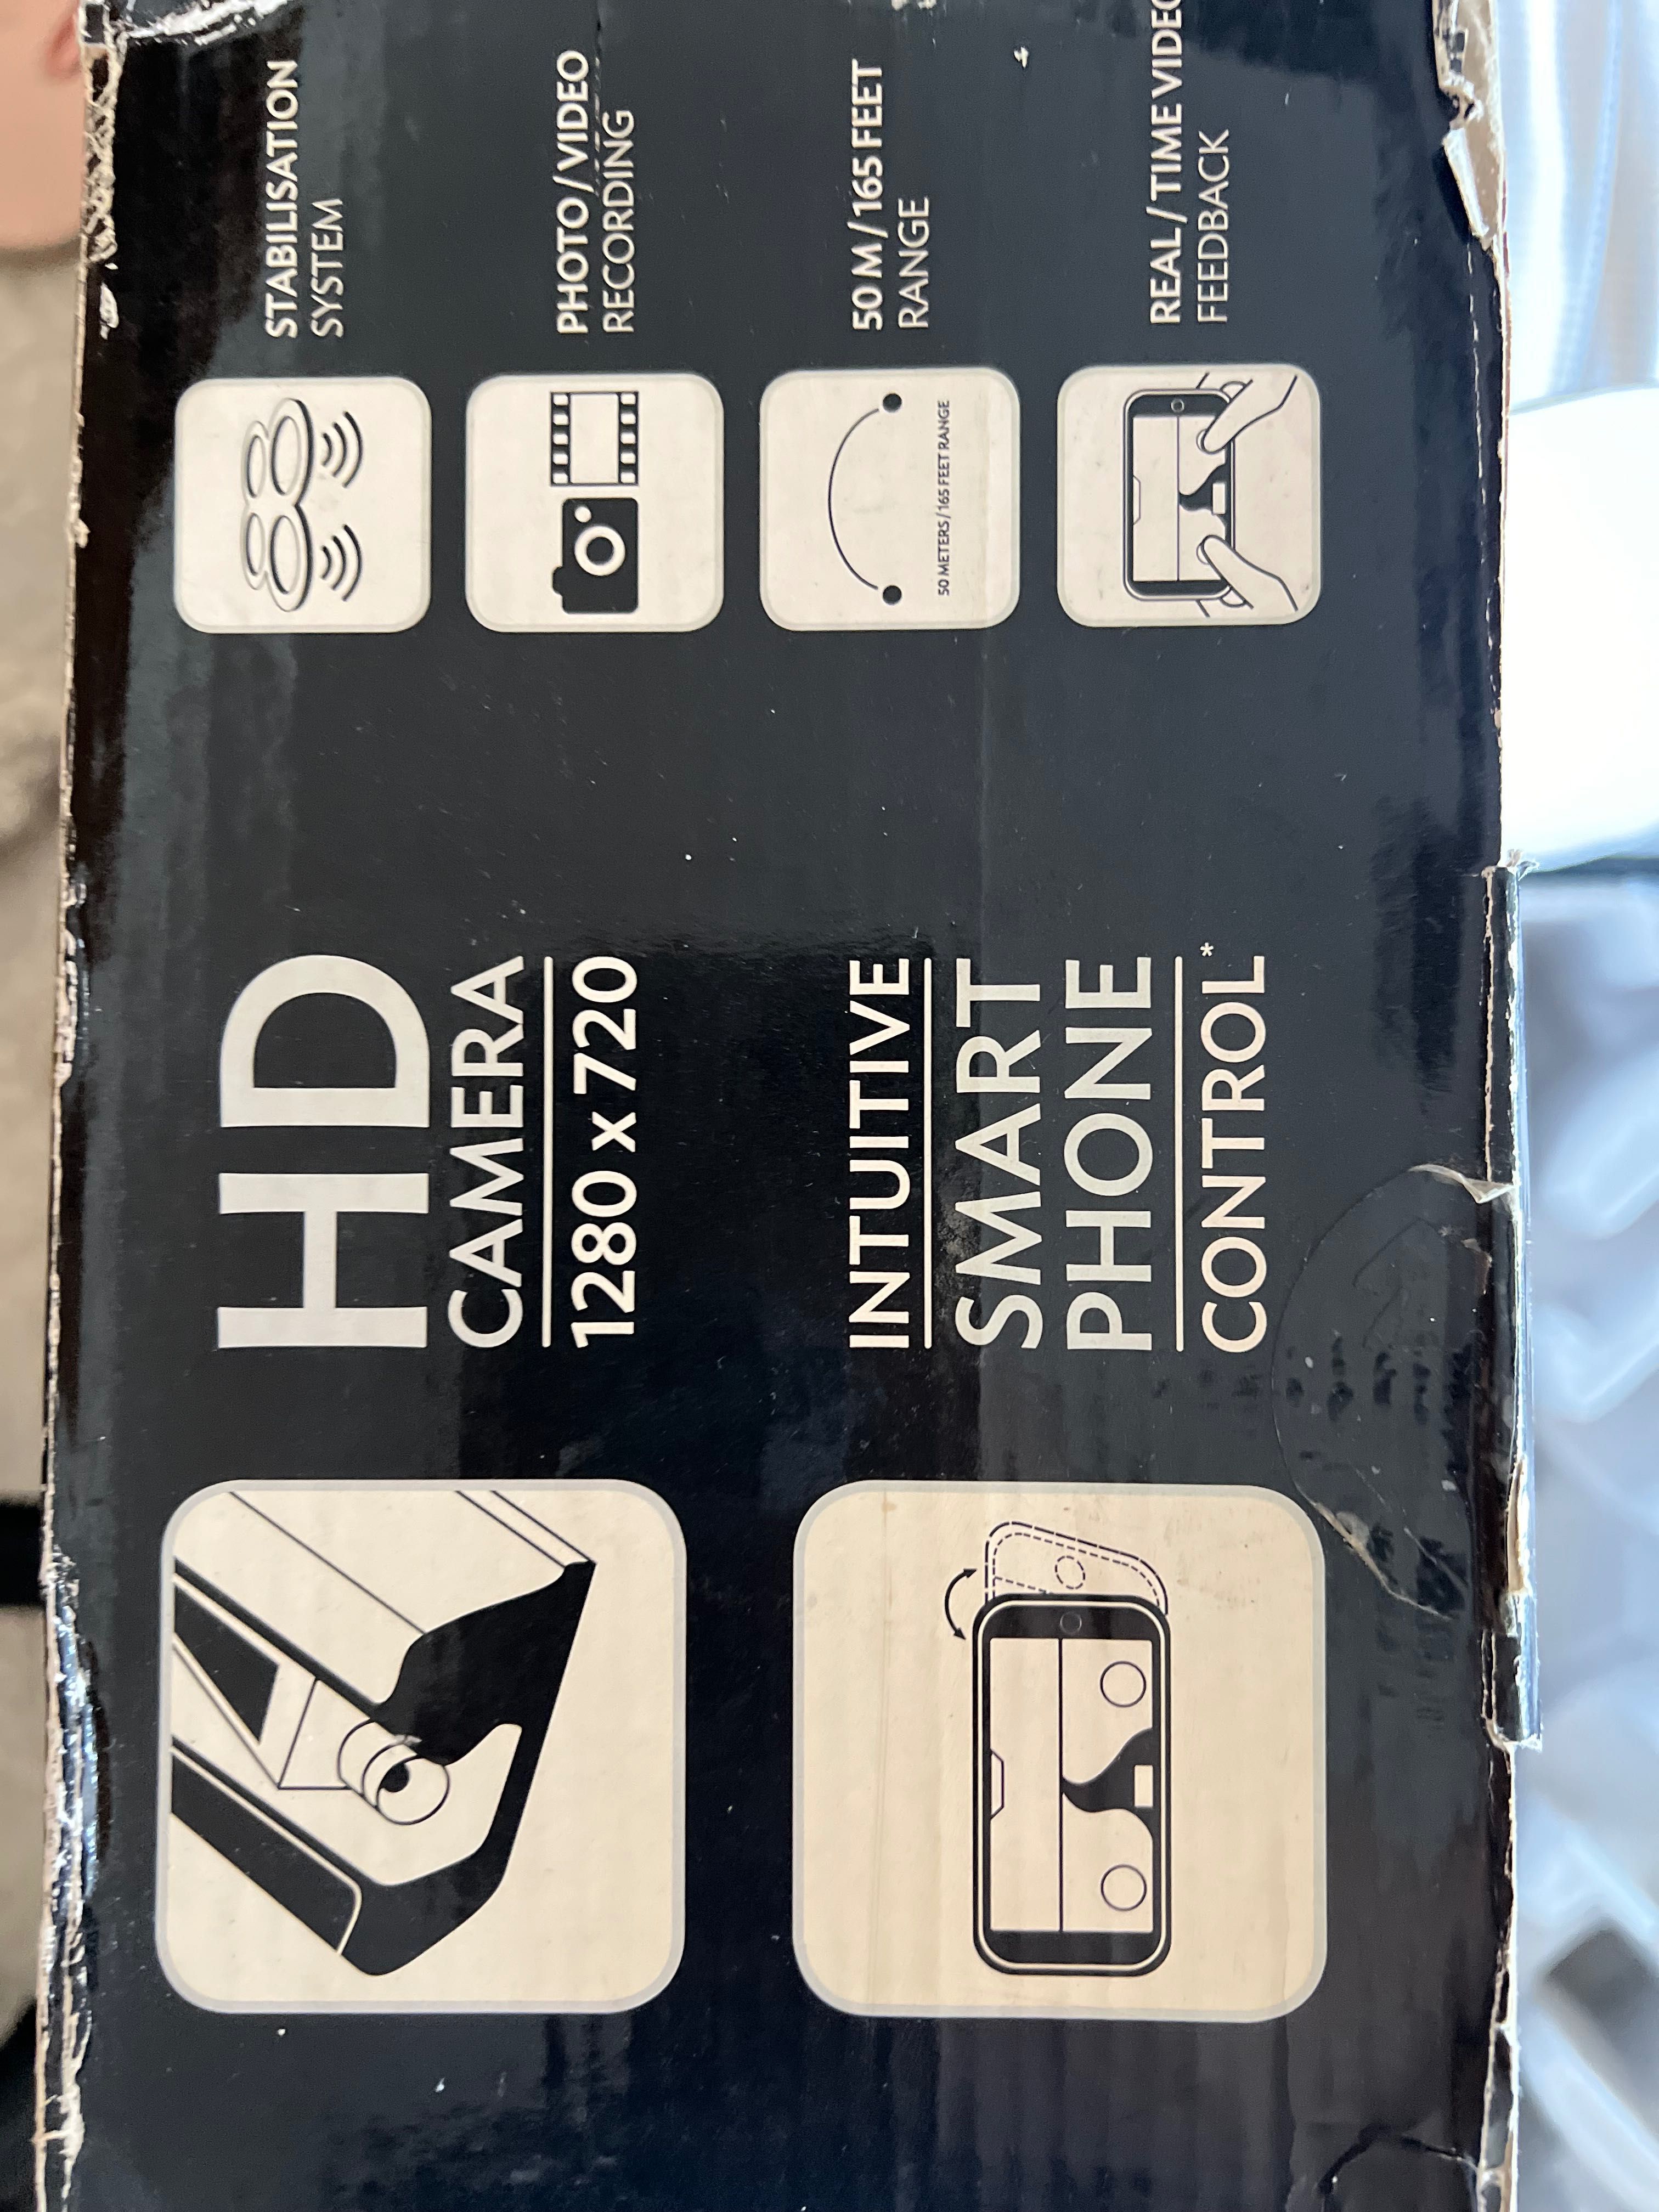 HD
CAMERA
1280 x 720
INTUITIVE
SMART
PHONE
CONTROL*
STABILISATION
SYSTEM
PHOTO / VIDEO
RECORDING
50 METERS / 165 FEET RANGE
50 M / 165 FEET
RANGE
REAL / TIME VIDEO
FEEDBACK